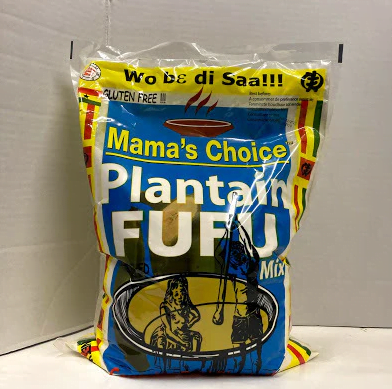 Wo bɛ di Saa!!!
GLUTEN FREE !!!
Mama's Choice
Plantain
FUFU
Mix